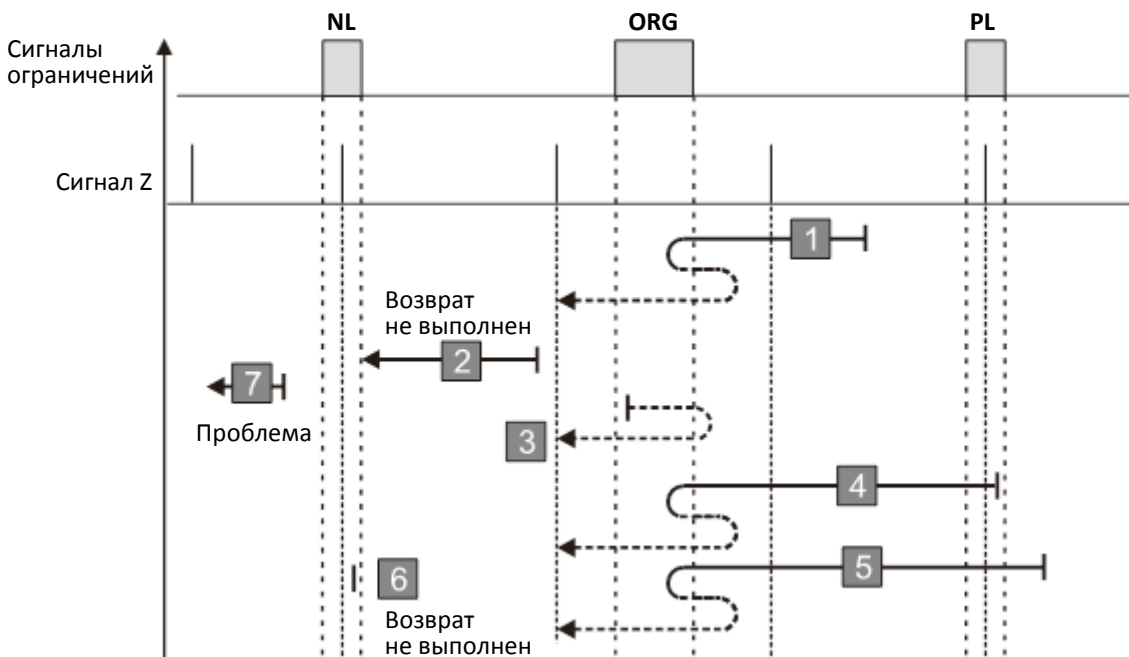 NL
ORG
PL
Сигналы
ограничений
Сигнал Z
1
Возврат
не выполнен
2
7
Проблема
3
4
5
6
Возврат
не выполнен